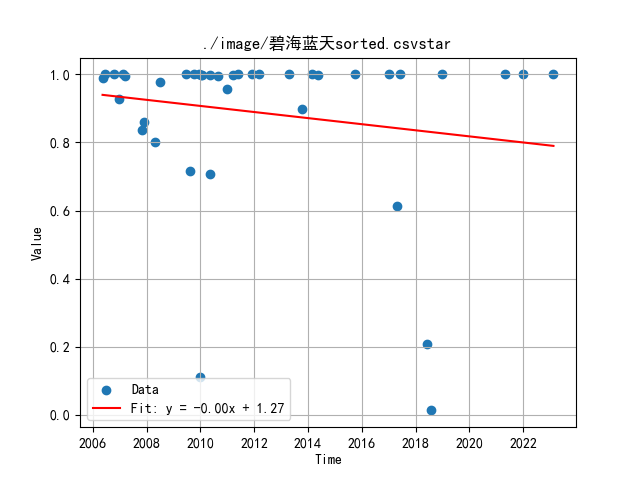 ./image/碧海蓝天sorted.csvstar
Value
1.0
0.8
0.6
0.4
0.2
0.0
Data
Fit: y = -0.00x + 1.27
2006 2008 2010 2012 2014 2016 2018 2020 2022
Time